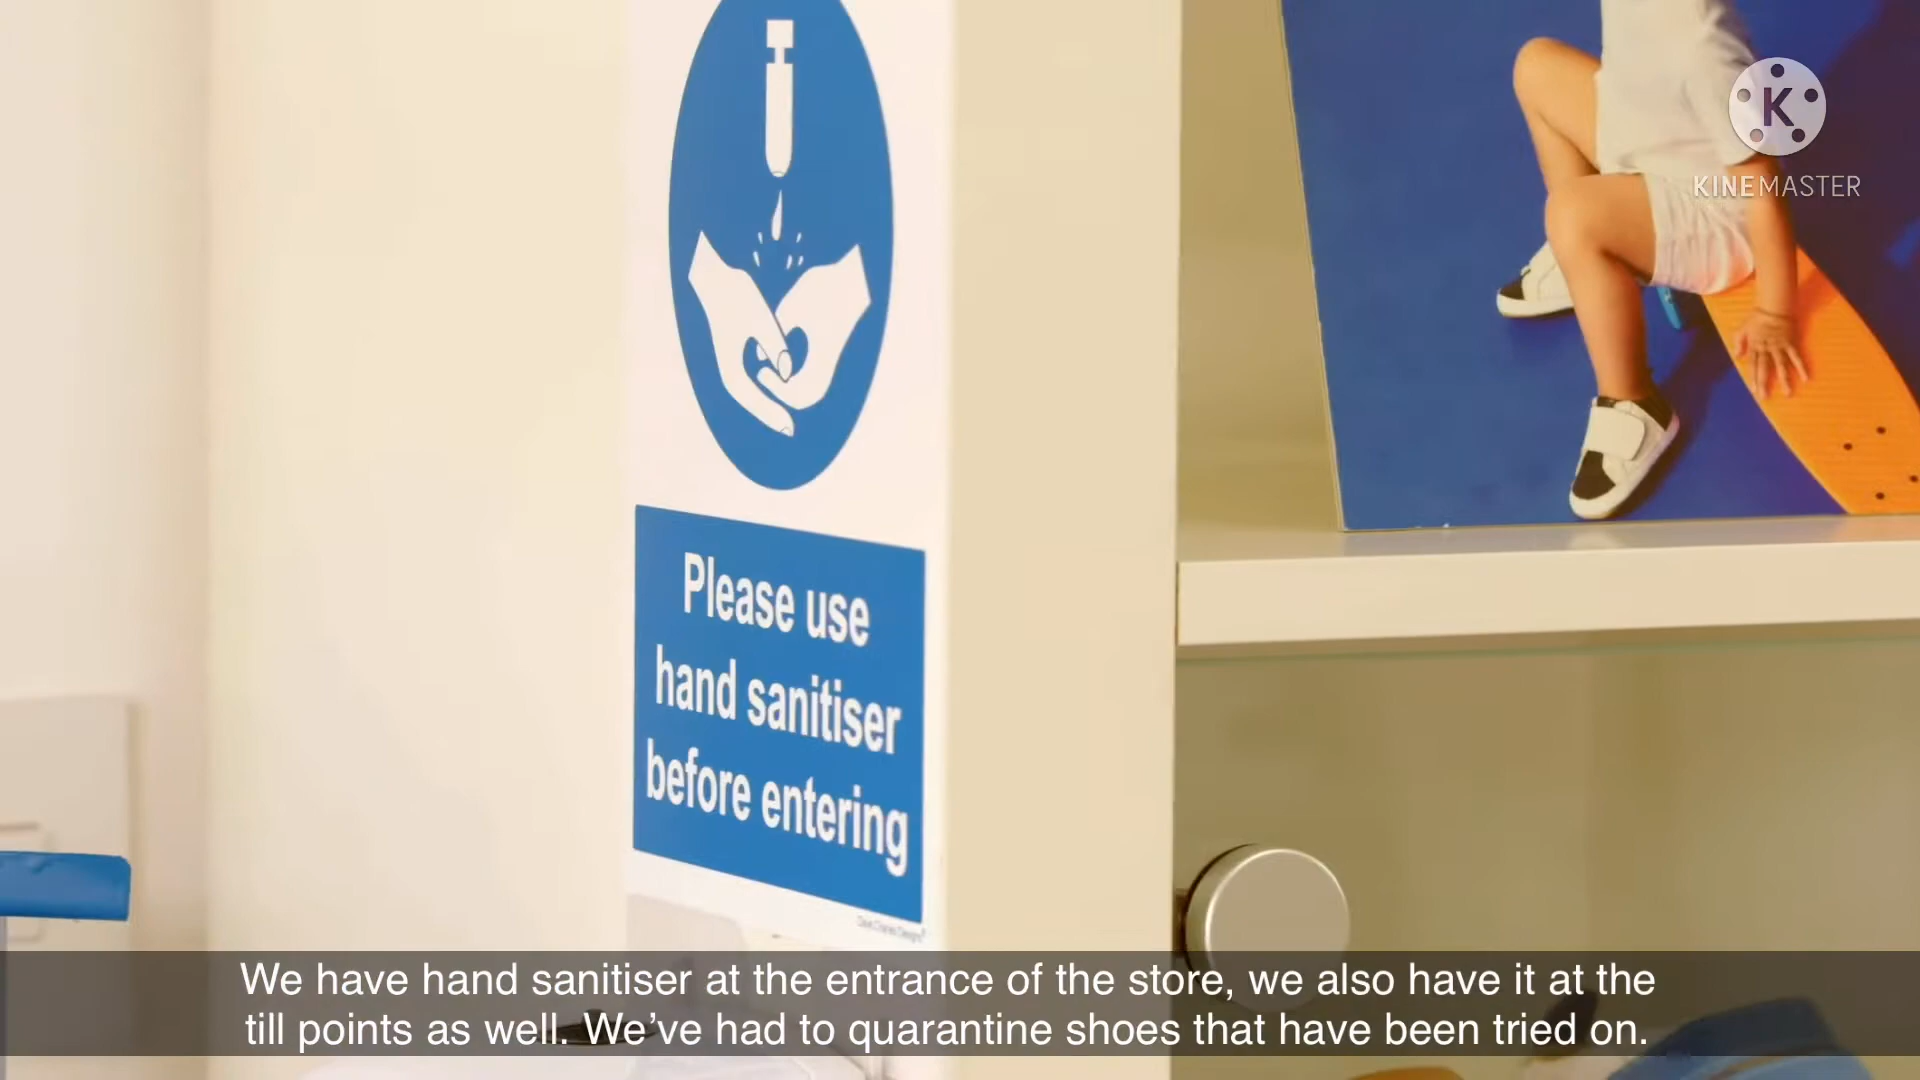 K
KINEMASTER
Please use
hand sanitiser
before entering
We have hand sanitiser at the entrance of the store, we also have it at the
till points as well. We’ve had to quarantine shoes that have been tried on.